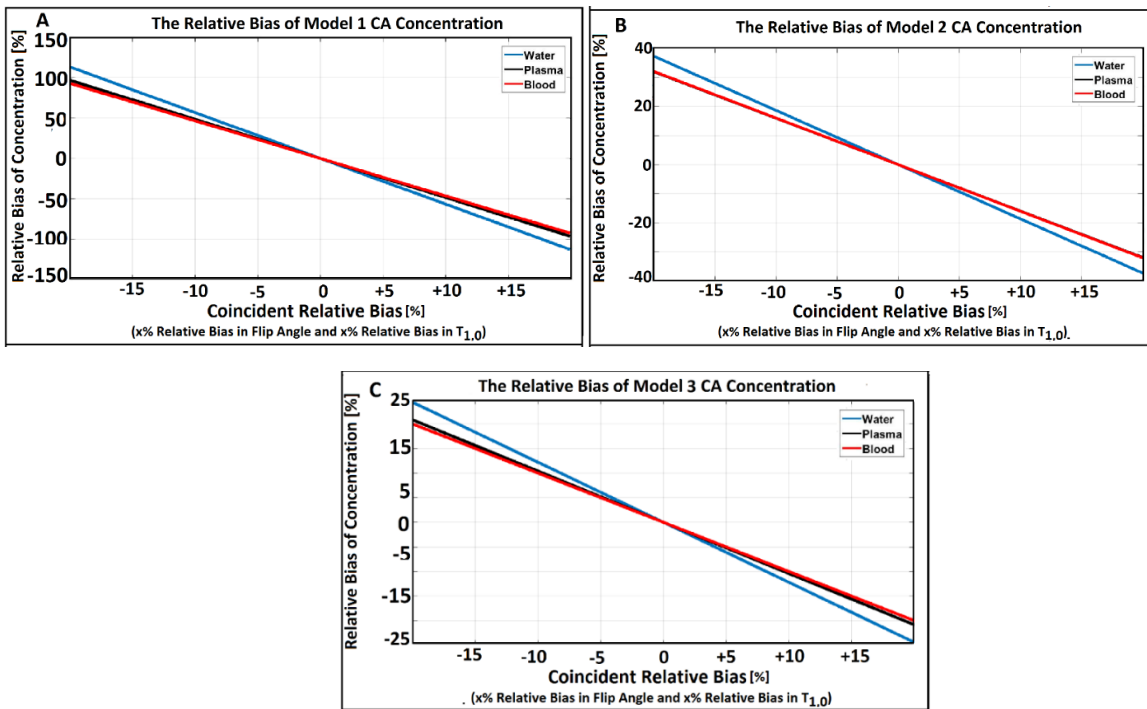 A
The Relative Bias of Model 1 CA Concentration
Relative Bias of Concentration [%]
150
100
50
0
-50
-100
-150
Water
Plasma
Blood
-15 -10 -5 0 +5 +10 +15
Coincident Relative Bias [%]
(x% Relative Bias in Flip Angle and x% Relative Bias in T1,0)
B
The Relative Bias of Model 2 CA Concentration
Relative Bias of Concentration [%]
40
20
0
-20
-40
Water
Plasma
Blood
-15 -10 -5 0 +5 +10 +15
Coincident Relative Bias [%]
(x% Relative Bias in Flip Angle and x% Relative Bias in T1,0).
C
The Relative Bias of Model 3 CA Concentration
Relative Bias of Concentration [%]
25
15
5
0
-5
-15
-25
Water
Plasma
Blood
-15 -10 -5 0 +5 +10 +15
Coincident Relative Bias [%]
. (x% Relative Bias in Flip Angle and x% Relative Bias in T1,0)